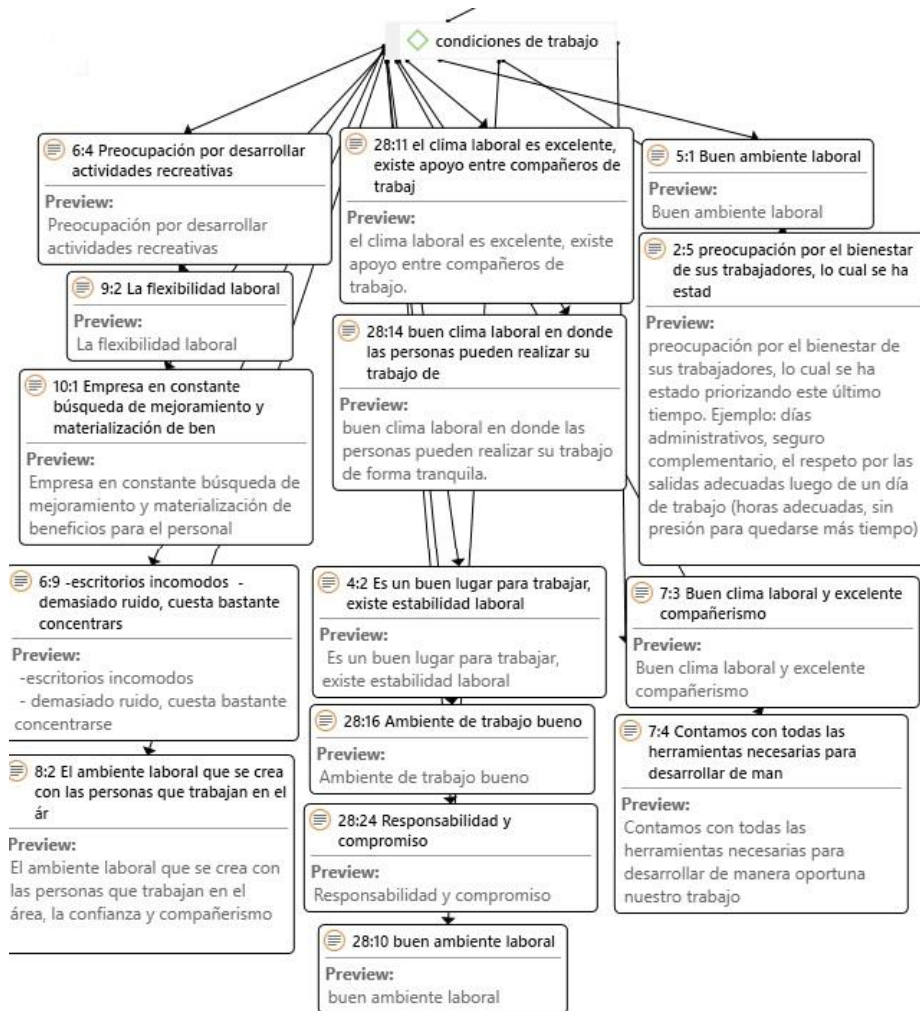 condiciones de trabajo
6:4 Preocupación por desarrollar
actividades recreativas
Preview:
Preocupación por desarrollar
actividades recreativas
9:2 La flexibilidad laboral
Preview:
La flexibilidad laboral
10:1 Empresa en constante
búsqueda de mejoramiento y
materialización de ben
Preview:
Empresa en constante búsqueda de
mejoramiento y materialización de
beneficios para el personal
6:9 -escritorios incomodos -
demasiado ruido, cuesta bastante
concentrars
Preview:
-escritorios incomodos
- demasiado ruido, cuesta bastante
concentrarse
8:2 El ambiente laboral que se crea
con las personas que trabajan en el
ár
Preview:
El ambiente laboral que se crea con
las personas que trabajan en el
área, la confianza y compañerismo
28:11 el clima laboral es excelente,
existe apoyo entre compañeros de
trabaj
Preview:
el clima laboral es excelente, existe
apoyo entre compañeros de
trabajo.
28:14 buen clima laboral en donde
las personas pueden realizar su
trabajo de
Preview:
buen clima laboral en donde las
personas pueden realizar su trabajo
de forma tranquila.
4:2 Es un buen lugar para trabajar,
existe estabilidad laboral
Preview:
Es un buen lugar para trabajar,
existe estabilidad laboral
28:16 Ambiente de trabajo bueno
Preview:
Ambiente de trabajo bueno
28:24 Responsabilidad y
compromiso
Preview:
Responsabilidad y compromiso
28:10 buen ambiente laboral
Preview:
buen ambiente laboral
5:1 Buen ambiente laboral
Preview:
Buen ambiente laboral
2:5 preocupación por el bienestar
de sus trabajadores, lo cual se ha
estad
Preview:
preocupación por el bienestar de
sus trabajadores, lo cual se ha
estado priorizando este último
tiempo. Ejemplo: días
administrativos, seguro
complementario, el respeto por las
salidas adecuadas luego de un día
de trabajo (horas adecuadas, sin
presión para quedarse más tiempo)
7:3 Buen clima laboral y excelente
compañerismo
Preview:
Buen clima laboral y excelente
compañerismo
7:4 Contamos con todas las
herramientas necesarias para
desarrollar de man
Preview:
Contamos con todas las
herramientas necesarias para
desarrollar de manera oportuna
nuestro trabajo